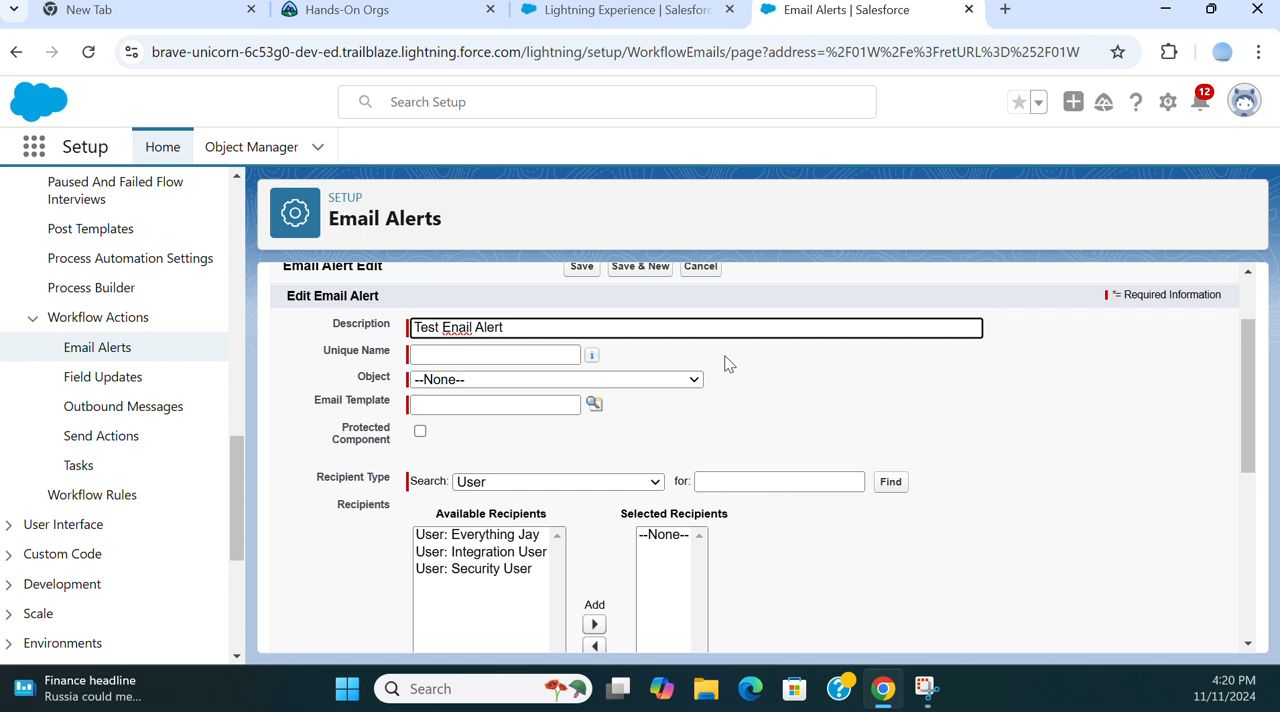 New Tab
Hands-On Orgs
Lightning Experience | Salesforc
Email Alerts | Salesforce
brave-unicorn-6c53g0-dev-ed.trailblaze.lightning.force.com/lightning/setup/WorkflowEmails/page?address=%2F01W%2Fe%3FretURL%3D%252F01W
Search Setup
12
Setup
Home
Object Manager
Paused And Failed Flow
Interviews
Post Templates
Process Automation Settings
Process Builder
Workflow Actions
Email Alerts
Field Updates
Outbound Messages
Send Actions
Tasks
Workflow Rules
User Interface
Custom Code
Development
Scale
Environments
SETUP
Email Alerts
Email Alert Edit
Save
Save & New
Cancel
Edit Email Alert
*= Required Information
Description
Test Enail Alert
Unique Name
i
Object
--None--
Email Template
Protected
Component
Recipient Type
Search:
User
for:
Find
Recipients
Available Recipients
Selected Recipients
User: Everything Jay
User: Integration User
User: Security User
--None--
Add
Finance headline
Russia could me...
Search
4:20 PM
11/11/2024